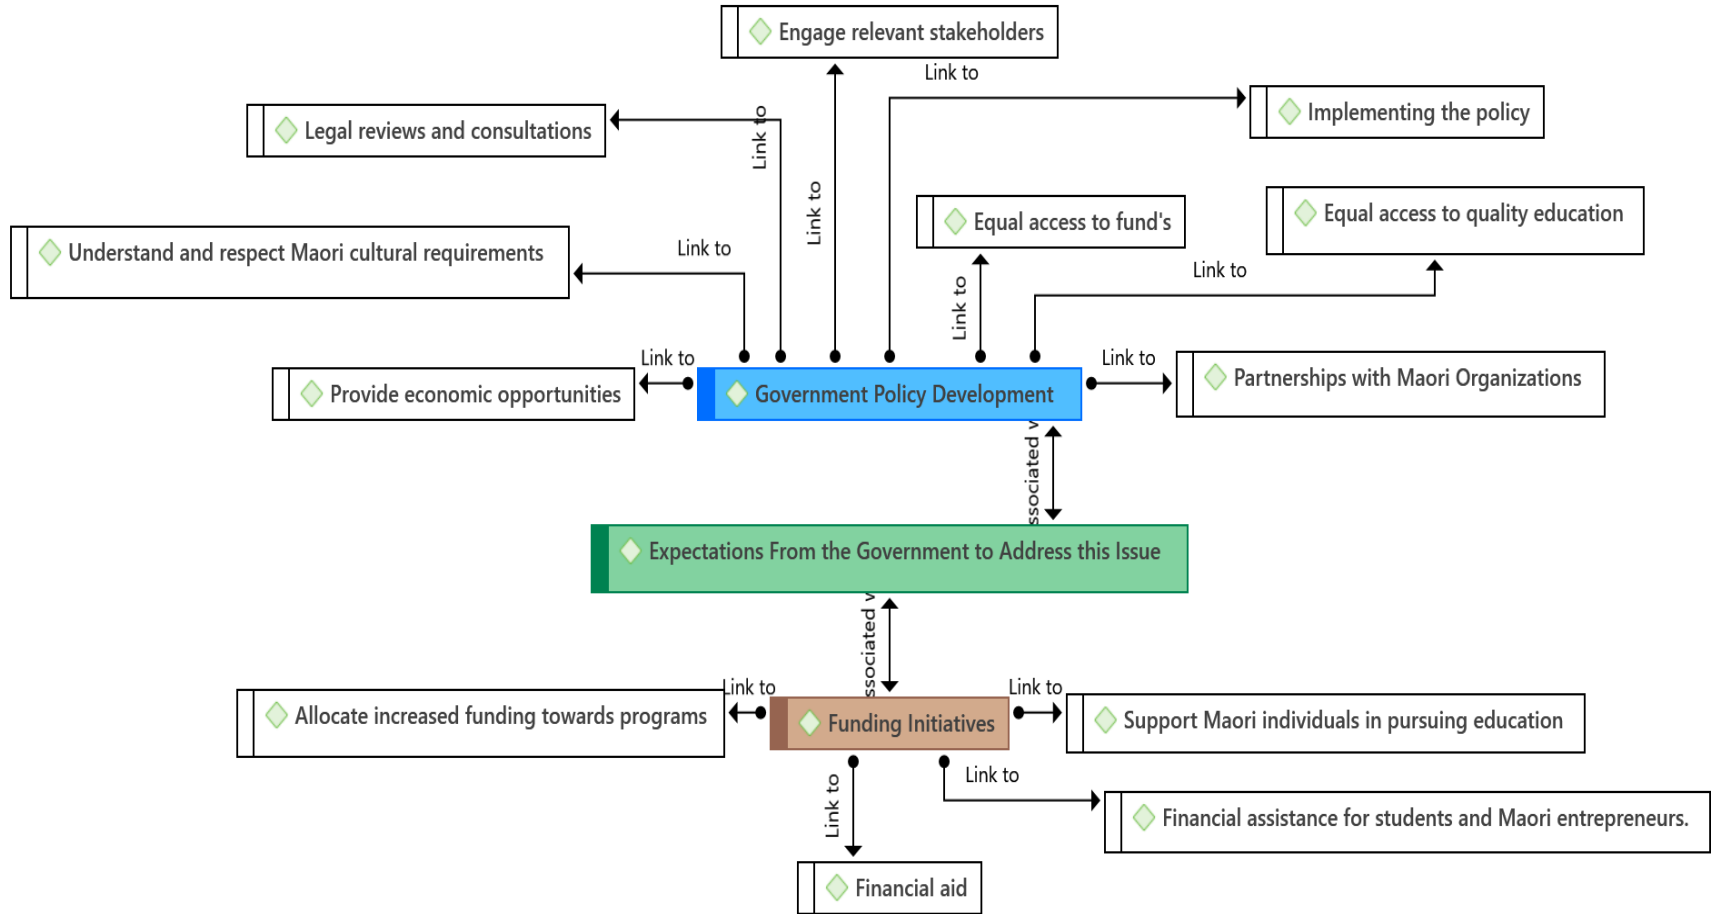 Engage relevant stakeholders
Link to
Implementing the policy
Legal reviews and consultations
Link to
Link to
Equal access to fund's
Equal access to quality education
Understand and respect Maori cultural requirements
Link to
Link to
Link to
Provide economic opportunities
Link to
Government Policy Development
Link to
Partnerships with Maori Organizations
ssociated v
Expectations From the Government to Address this Issue
ssociated v
Allocate increased funding towards programs
Link to
Funding Initiatives
Link to
Support Maori individuals in pursuing education
Link to
Link to
Financial assistance for students and Maori entrepreneurs.
Financial aid